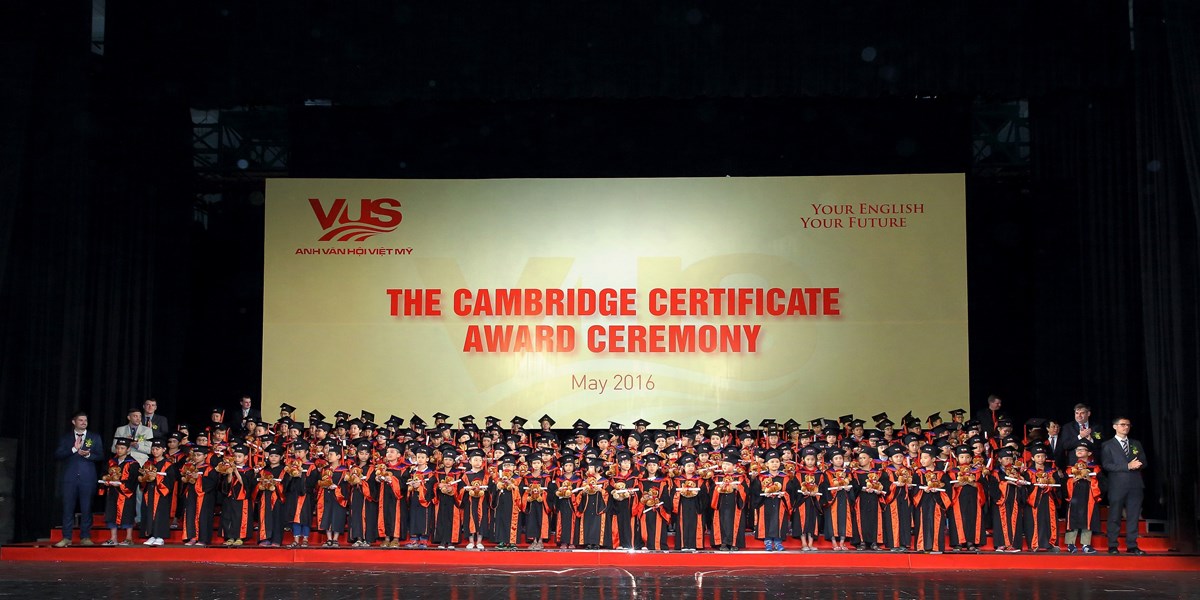 VUS
ANH VĂN HỘI VIỆT MỸ
YOUR ENGLISH
YOUR FUTURE
THE CAMBRIDGE CERTIFICATE
AWARD CEREMONY
May 2016